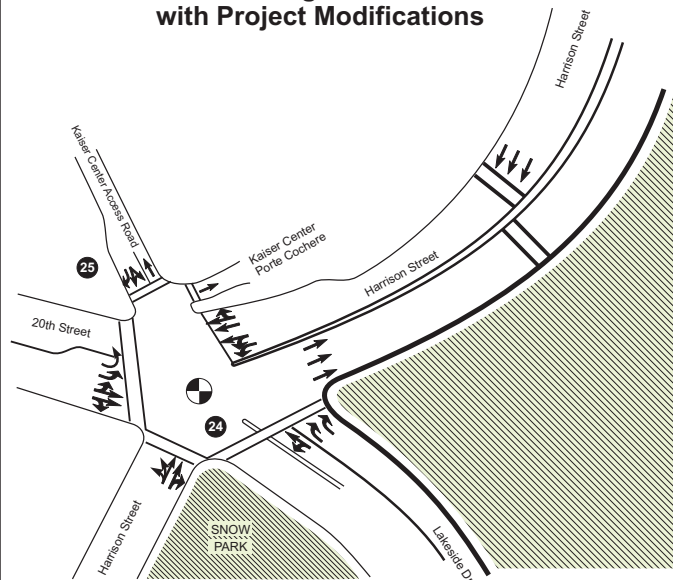 with Project Modifications
Harrison Street
Kaiser Center Access Road
Kaiser Center
Porte Cochere
25
Harrison Street
20th Street
24
SNOW
PARK
Harrison Street
Lakeside